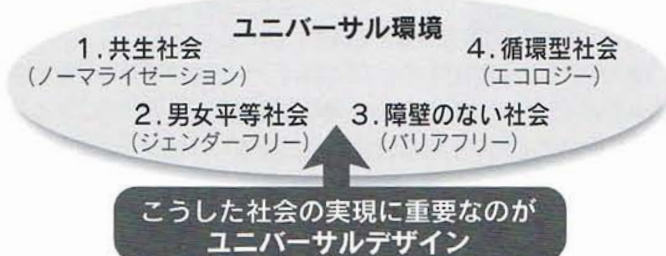 ユニバーサル環境
1.共生社会
(ノーマライゼーション)
2.男女平等社会
(ジェンダーフリー)
3.障壁のない社会
(バリアフリー)
4.循環型社会
(エコロジー)
こうした社会の実現に重要なのが
ユニバーサルデザイン